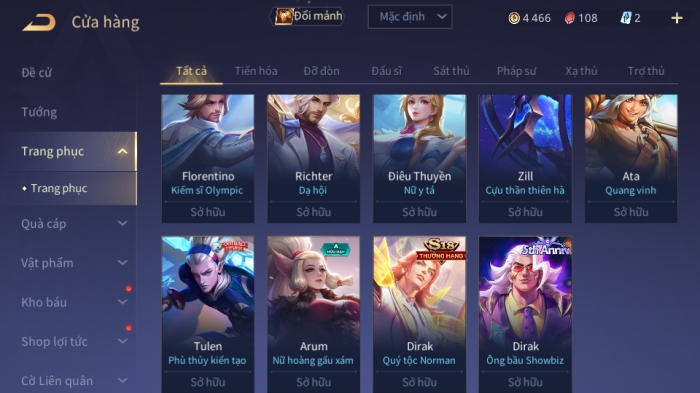 Cửa hàng
Đổi mảnh
Mặc định
4 466
108
2
Đề cử
Tướng
Trang phục
Trang phục
Quà cáp
Vật phẩm
Kho báu
Shop lợi tức
Cờ Liên quân
Tất cả Tiến hóa Đỡ đòn Đấu sĩ Sát thủ Pháp sư Xạ thủ Trợ thủ
Florentino
Kiếm sĩ Olympic
Sở hữu
Richter
Dạ hội
Sở hữu
Điêu Thuyền
Nữ y tá
Sở hữu
Zill
Cựu thần thiên hà
Sở hữu
Ata
Quang vinh
Sở hữu
Tulen
Phù thủy kiến tạo
Sở hữu
A
Arum
Nữ hoàng gấu xám
Sở hữu
S18
THƯỞNG HẠNG
Dirak
Quý tộc Norman
Sở hữu
5th Anniv
Dirak
Ông bầu Showbiz
Sở hữu